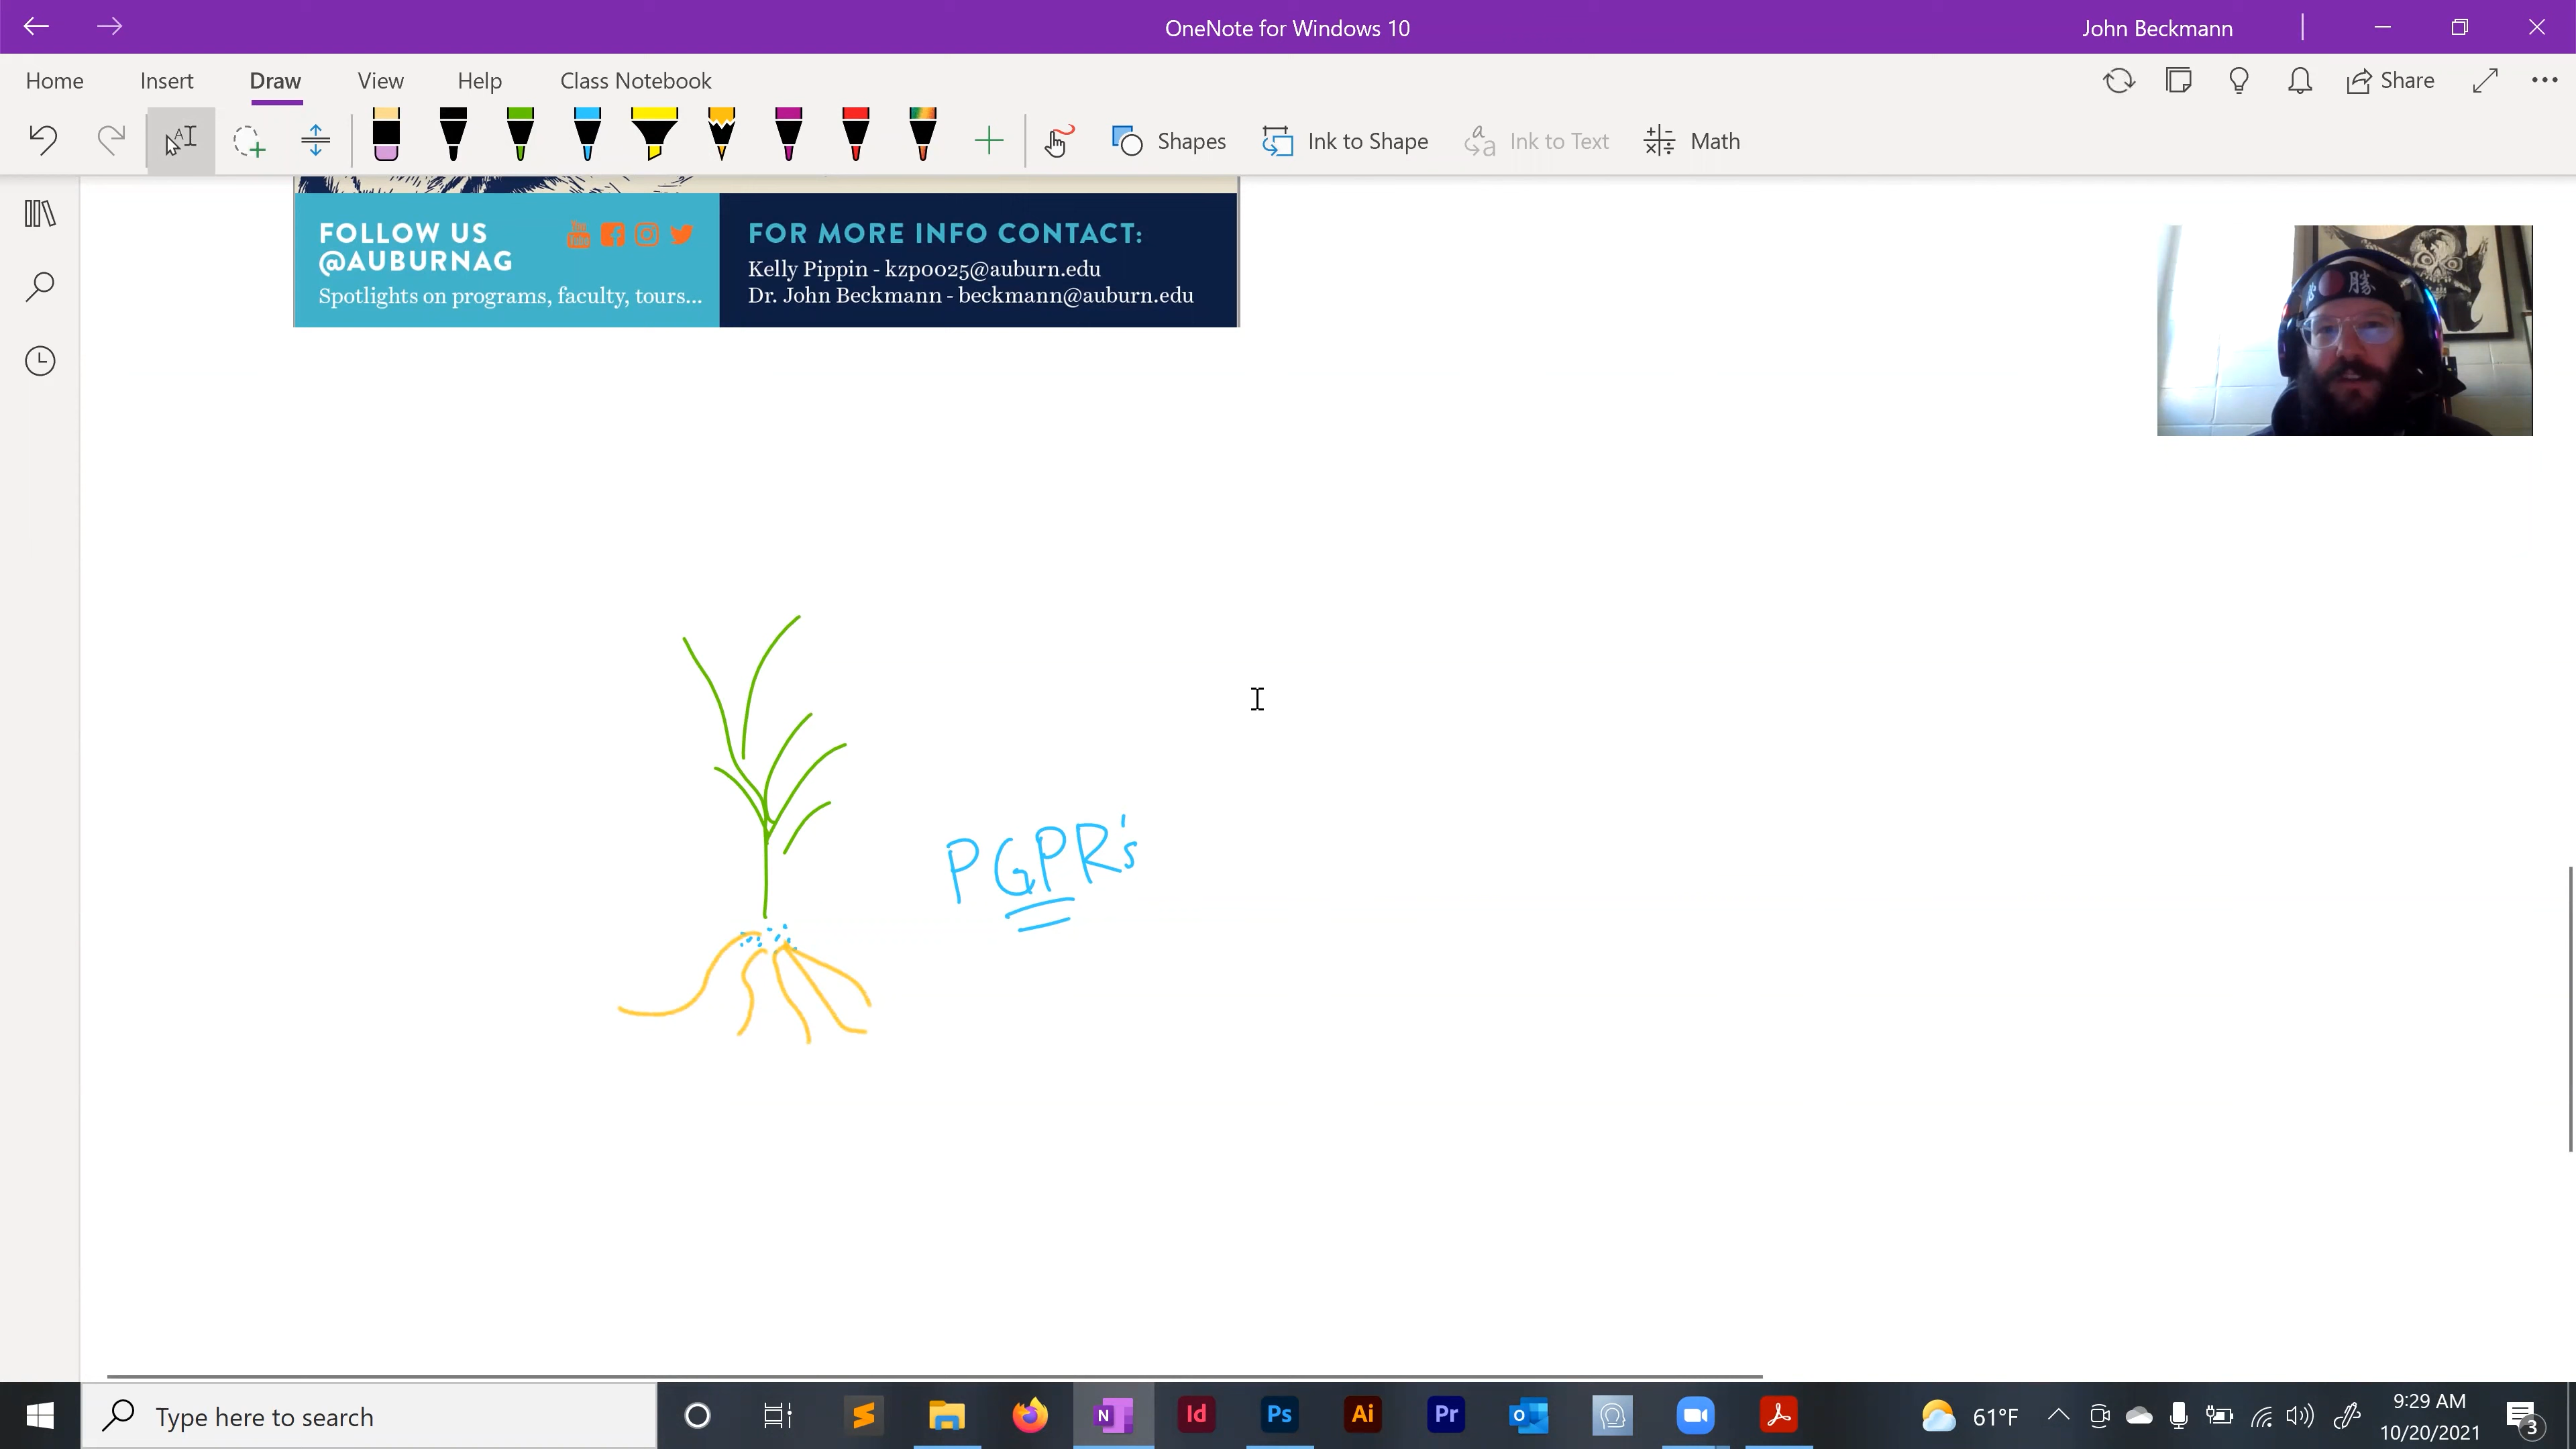 OneNote for Windows 10
John Beckmann
Home Insert Draw View Help Class Notebook
Share
Shapes Ink to Shape Ink to Text Math
FOLLOW US
@AUBURNAG
Spotlights on programs, faculty, tours...
FOR MORE INFO CONTACT:
Kelly Pippin - kzp0025@auburn.edu
Dr. John Beckmann - beckmann@auburn.edu
勝
PGPR's
Type here to search
61°F
9:29 AM
10/20/2021
3